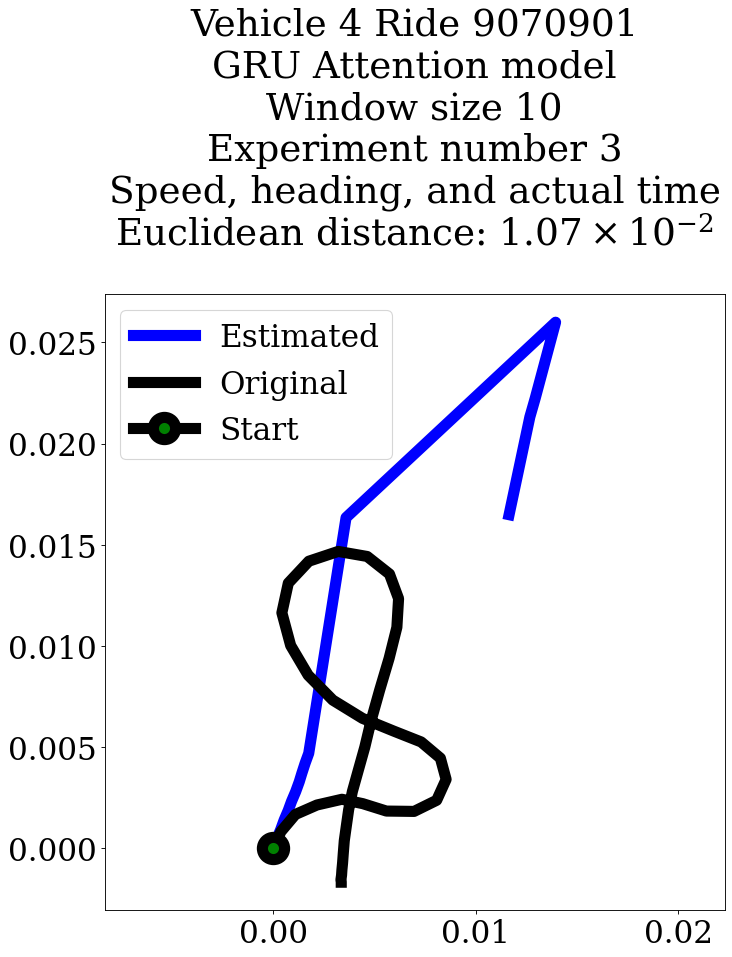 Vehicle 4 Ride 9070901
GRU Attention model
Window size 10
Experiment number 3
Speed, heading, and actual time
Euclidean distance: 1.07 × 10⁻²
Estimated
Original
Start
0.025
0.020
0.015
0.010
0.005
0.000
0.00 0.01 0.02